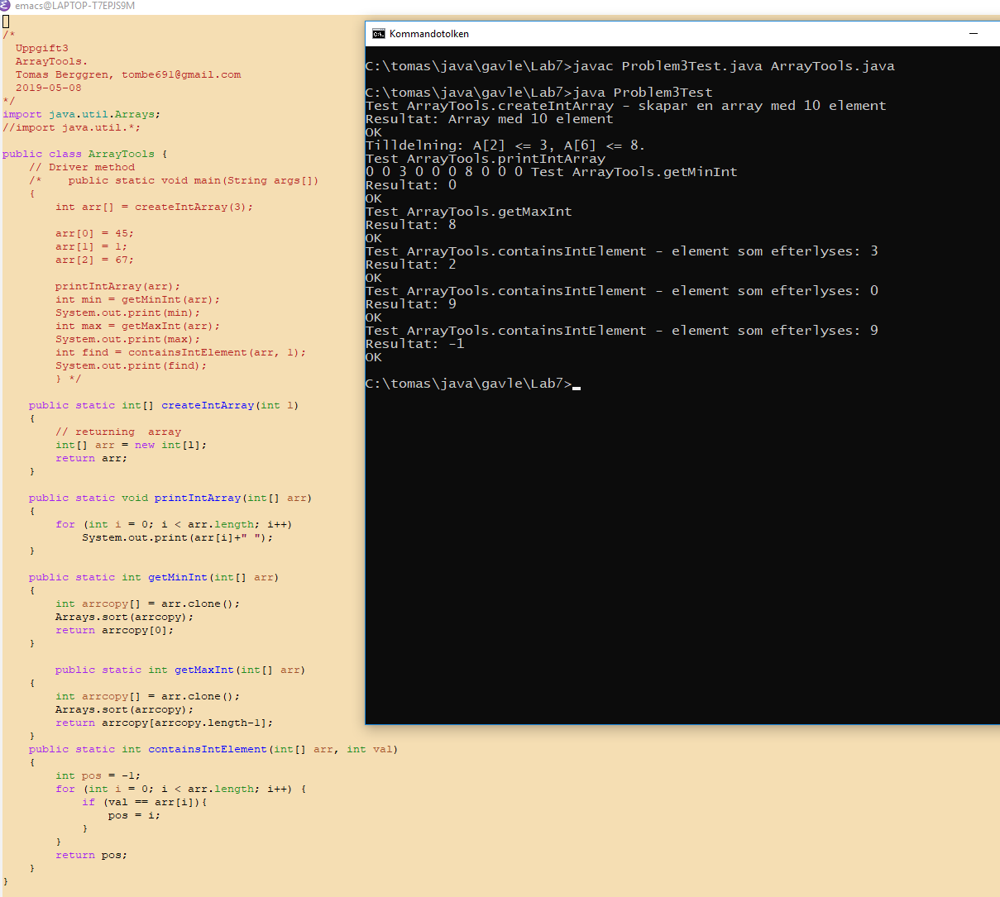 emacs@LAPTOP-T7EPJS9M
/*
  Uppgift3
  ArrayTools.
  Tomas Berggren, tombe691@gmail.com
  2019-05-08
*/
import java.util.Arrays;
//import java.util.*;

public class ArrayTools {
    // Driver method
    /*    public static void main(String args[])
    {
        int arr[] = createIntArray(3);

        arr[0] = 45;
        arr[1] = 1;
        arr[2] = 67;

        printIntArray(arr);
        int min = getMinInt(arr);
        System.out.print(min);
        int max = getMaxInt(arr);
        System.out.print(max);
        int find = containsIntElement(arr, 1);
        System.out.print(find);
        } */

    public static int[] createIntArray(int l)
    {
        // returning  array
        int[] arr = new int[l];
        return arr;
    }

    public static void printIntArray(int[] arr)
    {
        for (int i = 0; i < arr.length; i++)
            System.out.print(arr[i]+" ");
    }

    public static int getMinInt(int[] arr)
    {
        int arrcopy[] = arr.clone();
        Arrays.sort(arrcopy);
        return arrcopy[0];
    }

        public static int getMaxInt(int[] arr)
    {
        int arrcopy[] = arr.clone();
        Arrays.sort(arrcopy);
        return arrcopy[arrcopy.length-1];
    }
    public static int containsIntElement(int[] arr, int val)
    {
        int pos = -1;
        for (int i = 0; i < arr.length; i++) {
            if (val == arr[i]){
                pos = i;
            }
        }
        return pos;
    }
}
Kommandotolken
C:\tomas\java\gavle\Lab7>javac Problem3Test.java ArrayTools.java

C:\tomas\java\gavle\Lab7>java Problem3Test
Test ArrayTools.createIntArray - skapar en array med 10 element
Resultat: Array med 10 element
OK
Tilldelning: A[2] <= 3, A[6] <= 8.
Test ArrayTools.printIntArray
0 0 3 0 0 0 8 0 0 0 Test ArrayTools.getMinInt
Resultat: 0
OK
Test ArrayTools.getMaxInt
Resultat: 8
OK
Test ArrayTools.containsIntElement - element som efterlyses: 3
Resultat: 2
OK
Test ArrayTools.containsIntElement - element som efterlyses: 0
Resultat: 9
OK
Test ArrayTools.containsIntElement - element som efterlyses: 9
Resultat: -1
OK

C:\tomas\java\gavle\Lab7>